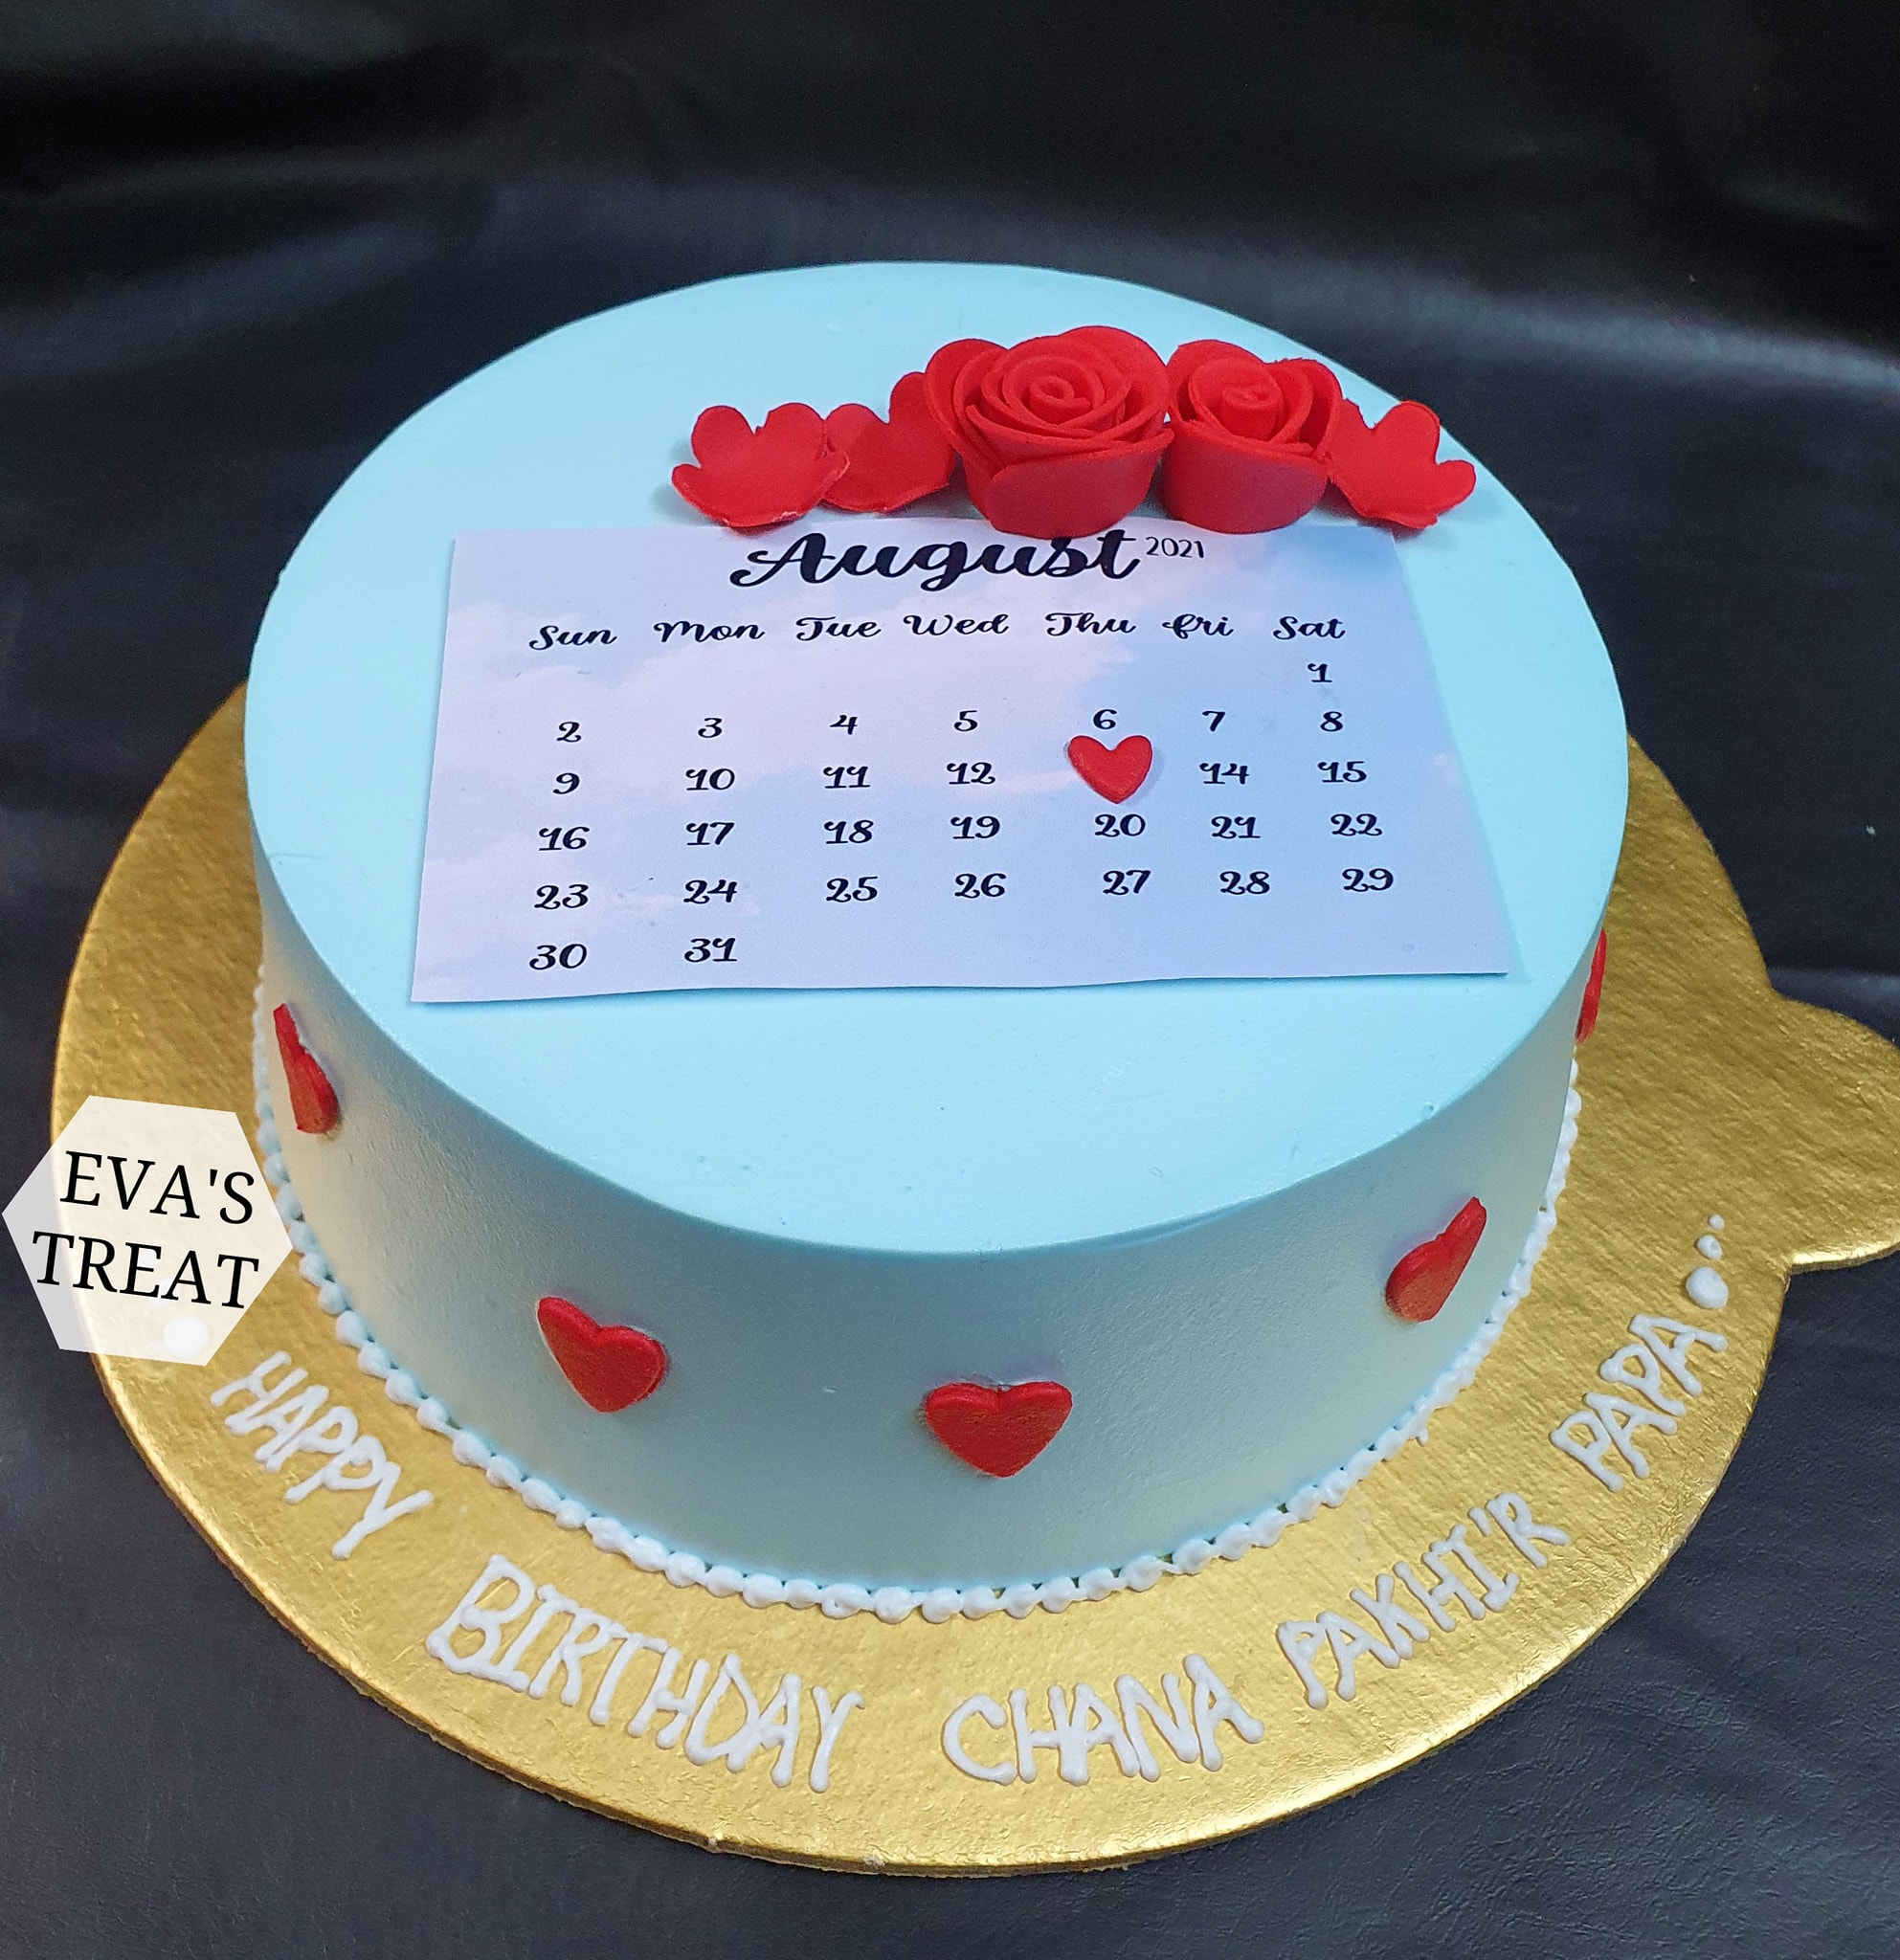 August 2021
Sun Mon Tue Wed Thu Fri Sat
1
2 3 4 5 6 7 8
9 10 11 12 14 15
16 17 18 19 20 21 22
23 24 25 26 27 28 29
30 31
EVA'S
TREAT
HAPPY BIRTHDAY CHANA PAKHI'R PAPA...